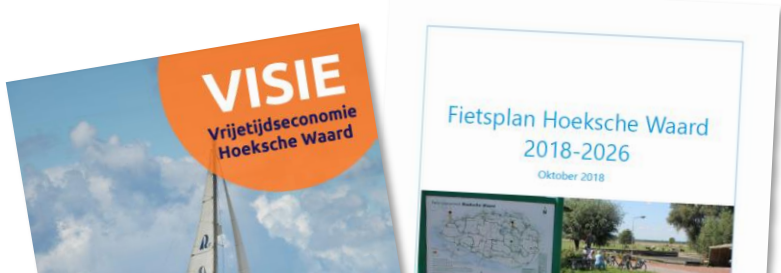 VISIE
Vrijetijdseconomie
Hoeksche Waard
Fietsplan Hoeksche Waard
2018-2026
Oktober 2018